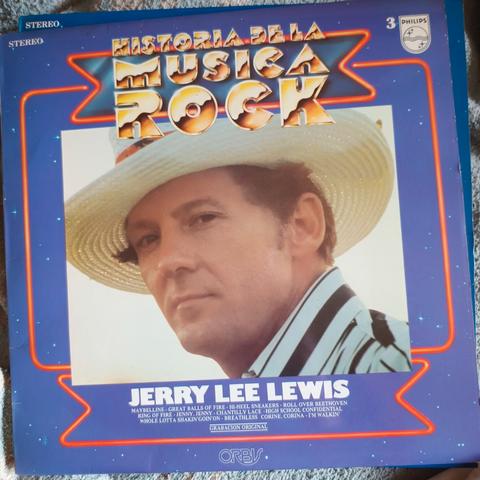 STEREO
STEREO
3
PHILIPS
HISTORIA DE LA
MUSICA
ROCK
JERRY LEE LEWIS
MAYBELLINE · GREAT BALLS OF FIRE · HI-HEEL SNEAKERS · ROLL OVER BEETHOVEN
RING OF FIRE · JENNY, JENNY · CHANTILLY LACE · HIGH SCHOOL CONFIDENTIAL
WHOLE LOTTA SHAKIN'GOIN'ON · BREATHLESS · CORINE, CORINA · I'M WALKIN'
GRABACION ORIGINAL
ORBIS